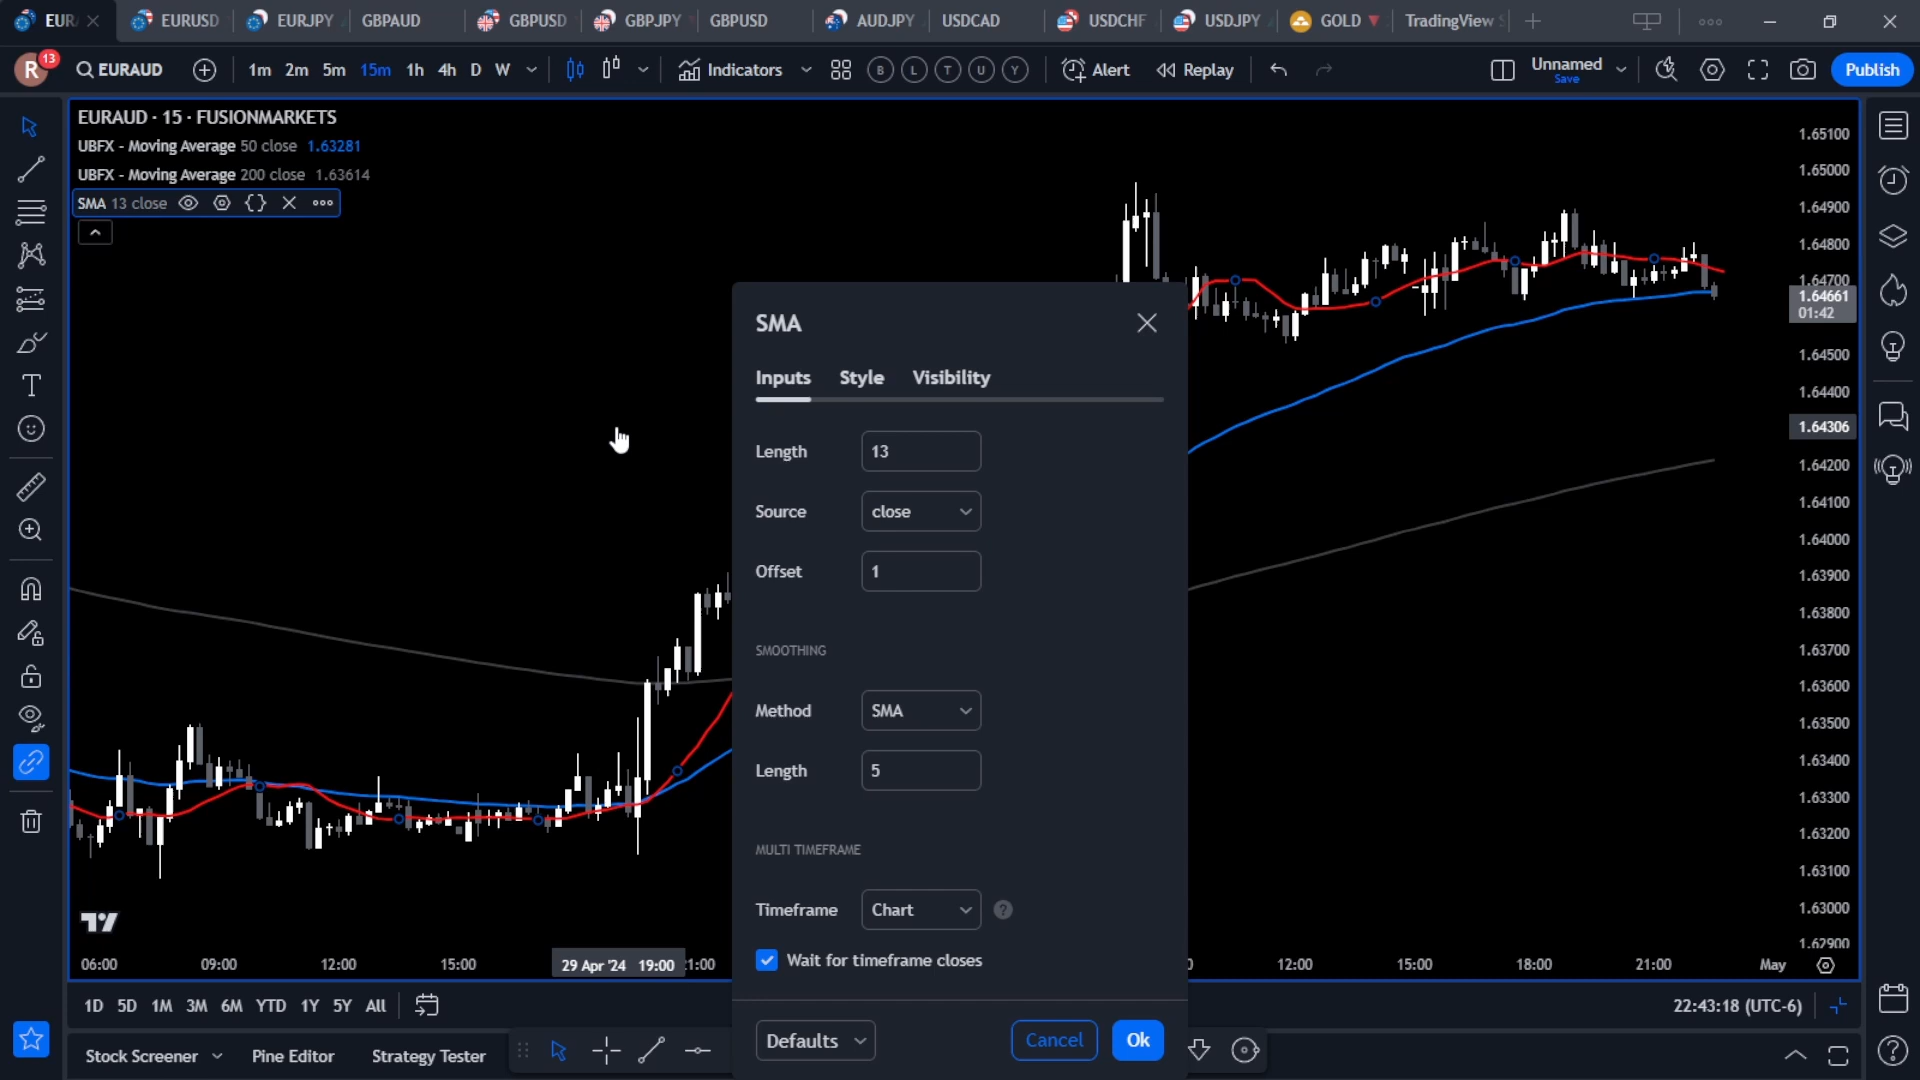 EUR/ EURUSD EURJPY GBPAUD GBPUSD GBPJPY GBPUSD AUDJPY USDCAD USDCHF USDJPY GOLD TradingView
R 13 EURAUD 1m 2m 5m 15m 1h 4h D W Indicators B L T U Y Alert Replay Unnamed Publish
Save
EURAUD · 15 · FUSIONMARKETS
UBFX - Moving Average 50 close 1.63281
UBFX - Moving Average 200 close 1.63614
SMA 13 close
SMA
Inputs Style Visibility
Length 13
Source close
Offset 1
SMOOTHING
Method SMA
Length 5
MULTI TIMEFRAME
Timeframe Chart ?
Wait for timeframe closes
Defaults Cancel Ok
1.65100
1.65000
1.64900
1.64800
1.64700
1.64661
01:42
1.64500
1.64400
1.64306
1.64200
1.64100
1.64000
1.63900
1.63800
1.63700
1.63600
1.63500
1.63400
1.63300
1.63200
1.63100
1.63000
1.62900
06:00 09:00 12:00 15:00 29 Apr '24 19:00 :1:00 12:00 15:00 18:00 21:00 May
1D 5D 1M 3M 6M YTD 1Y 5Y All 22:43:18 (UTC-6)
Stock Screener Pine Editor Strategy Tester